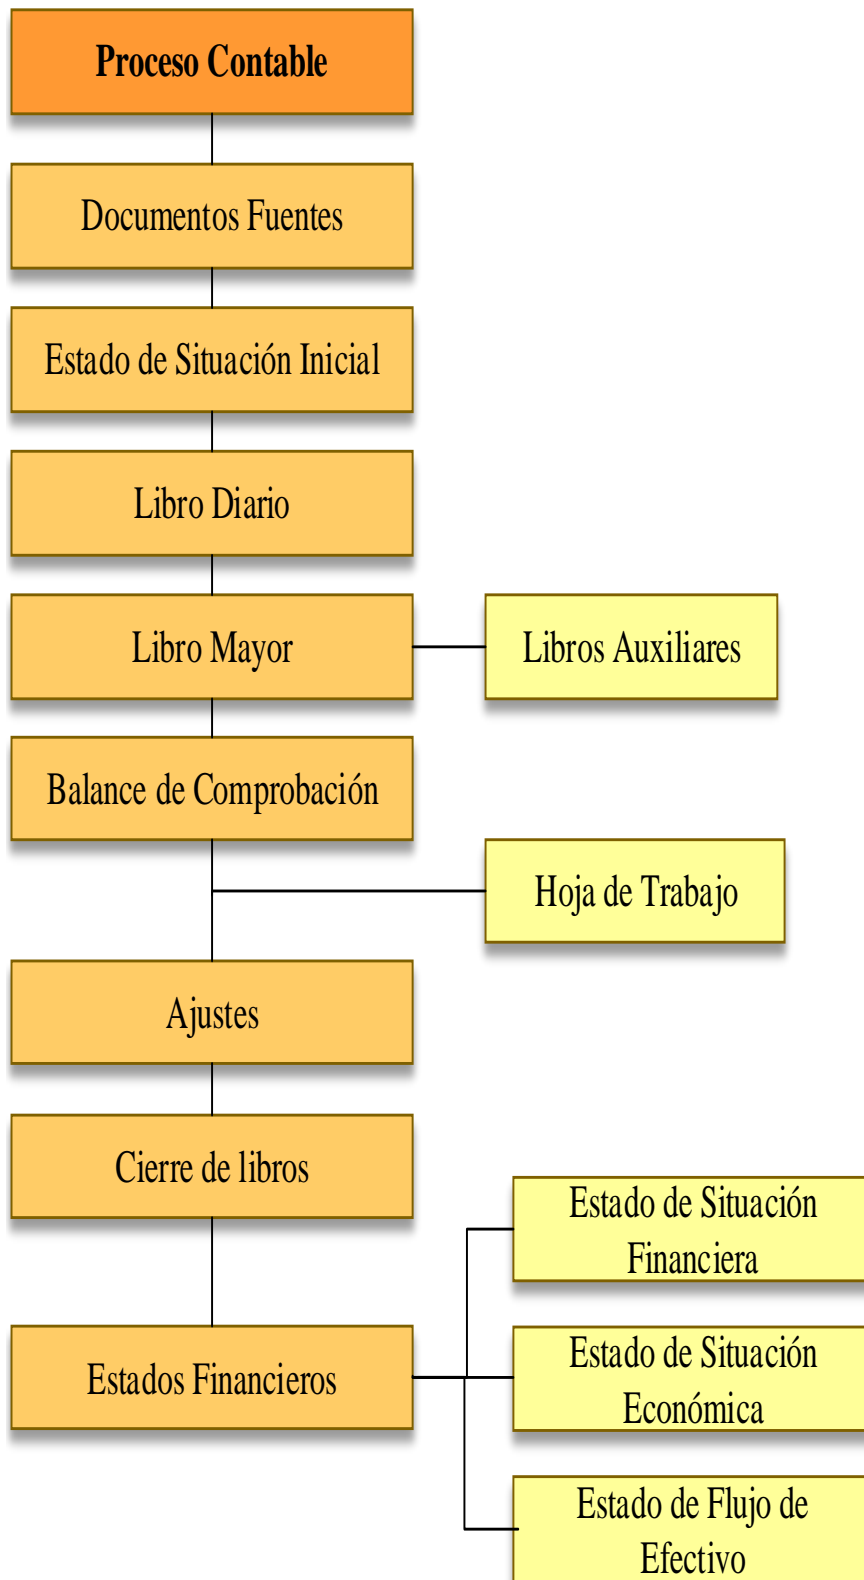 Proceso Contable
Documentos Fuentes
Estado de Situación Inicial
Libro Diario
Libro Mayor
Libros Auxiliares
Balance de Comprobación
Hoja de Trabajo
Ajustes
Cierre de libros
Estado de Situación
Financiera
Estados Financieros
Estado de Situación
Económica
Estado de Flujo de
Efectivo